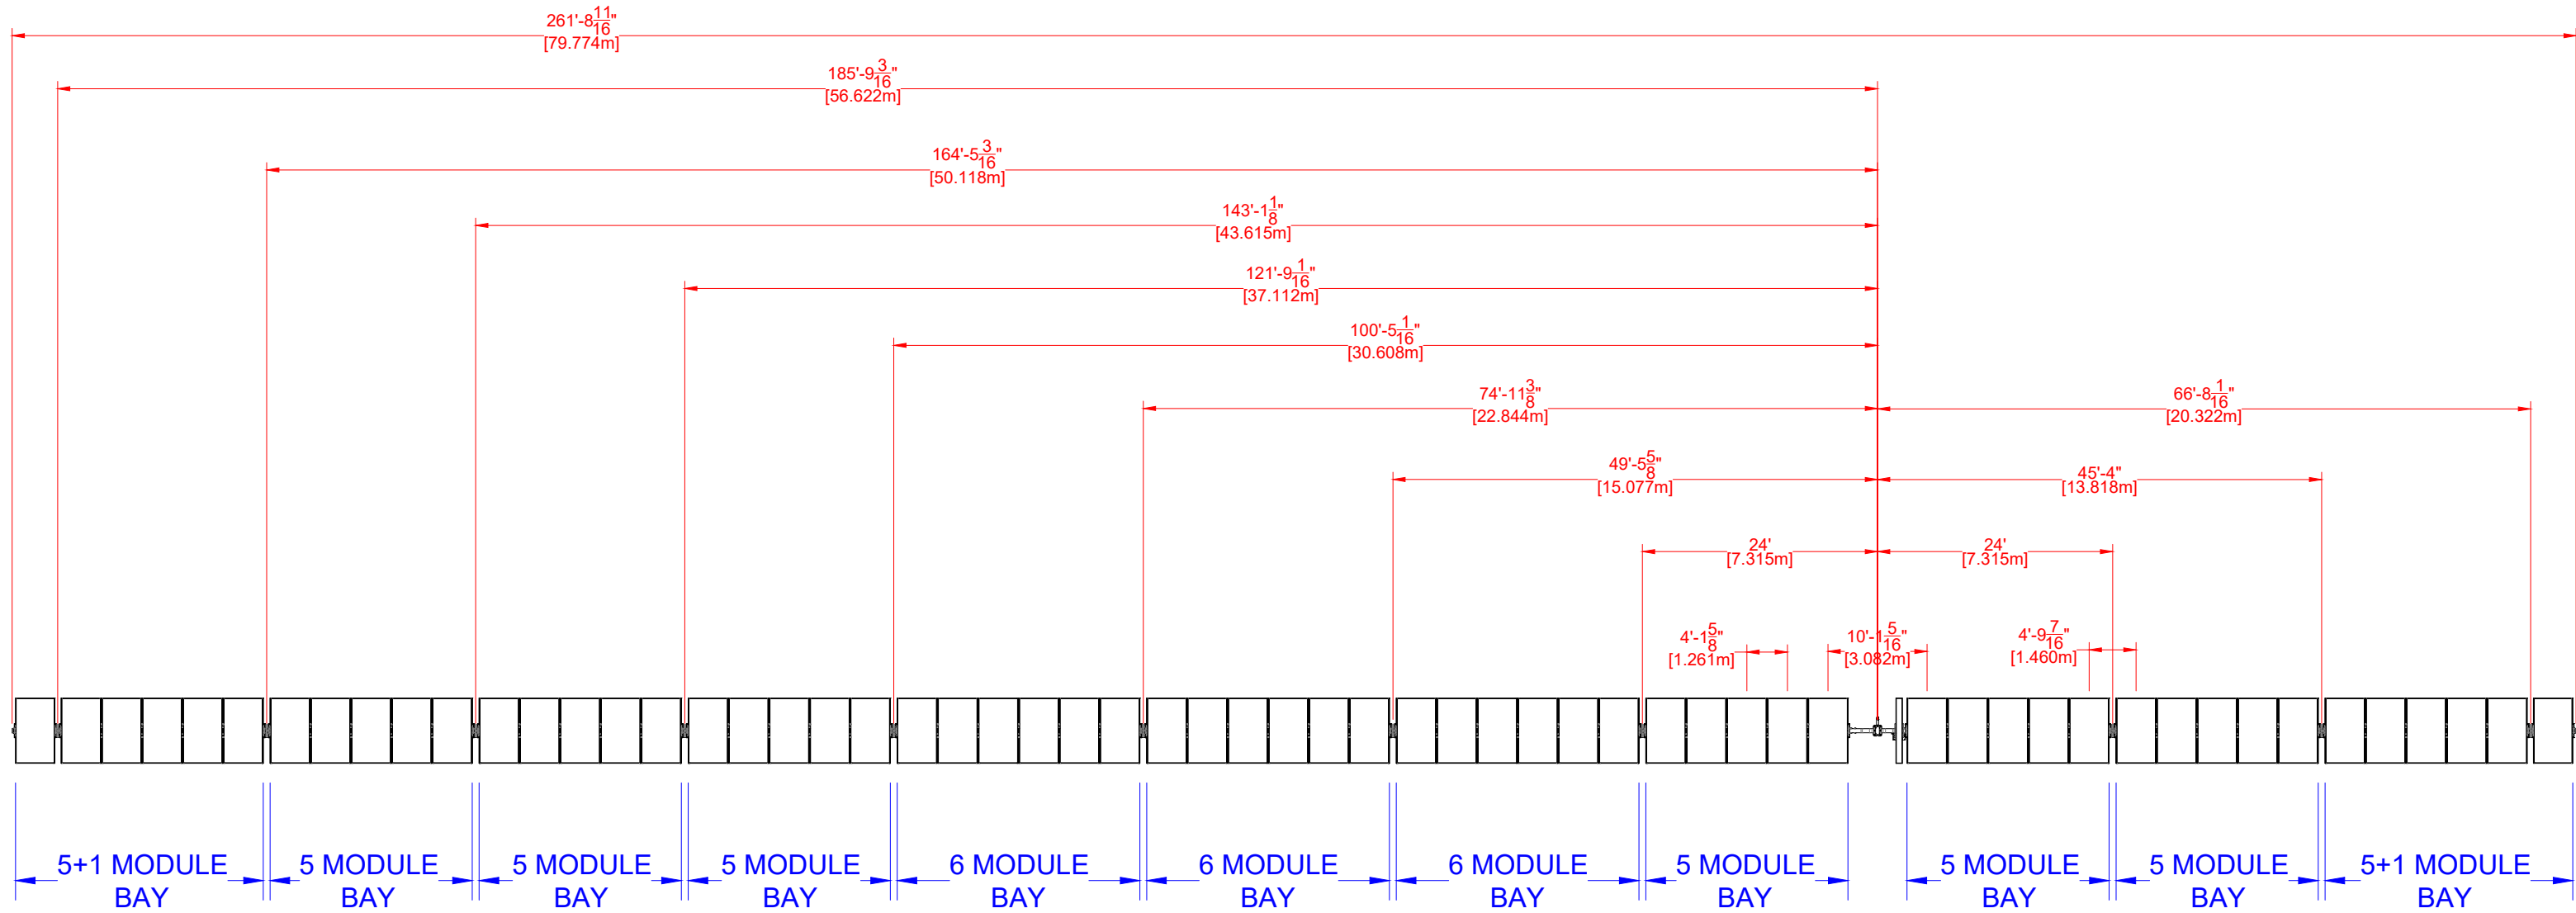 261'-8 11/16"
[79.774m]
185'-9 3/16"
[56.622m]
164'-5 3/16"
[50.118m]
143'-1 1/8"
[43.615m]
121'-9 1/16"
[37.112m]
100'-5 1/16"
[30.608m]
74'-11 3/8"
[22.844m]
66'-8 1/16"
[20.322m]
49'-5 5/8"
[15.077m]
45'-4"
[13.818m]
24'
[7.315m]
24'
[7.315m]
4'-1 5/8"
[1.261m]
10'-1 5/16"
[3.082m]
4'-9 7/16"
[1.460m]
5+1 MODULE
BAY
5 MODULE
BAY
5 MODULE
BAY
5 MODULE
BAY
6 MODULE
BAY
6 MODULE
BAY
6 MODULE
BAY
5 MODULE
BAY
5 MODULE
BAY
5 MODULE
BAY
5+1 MODULE
BAY